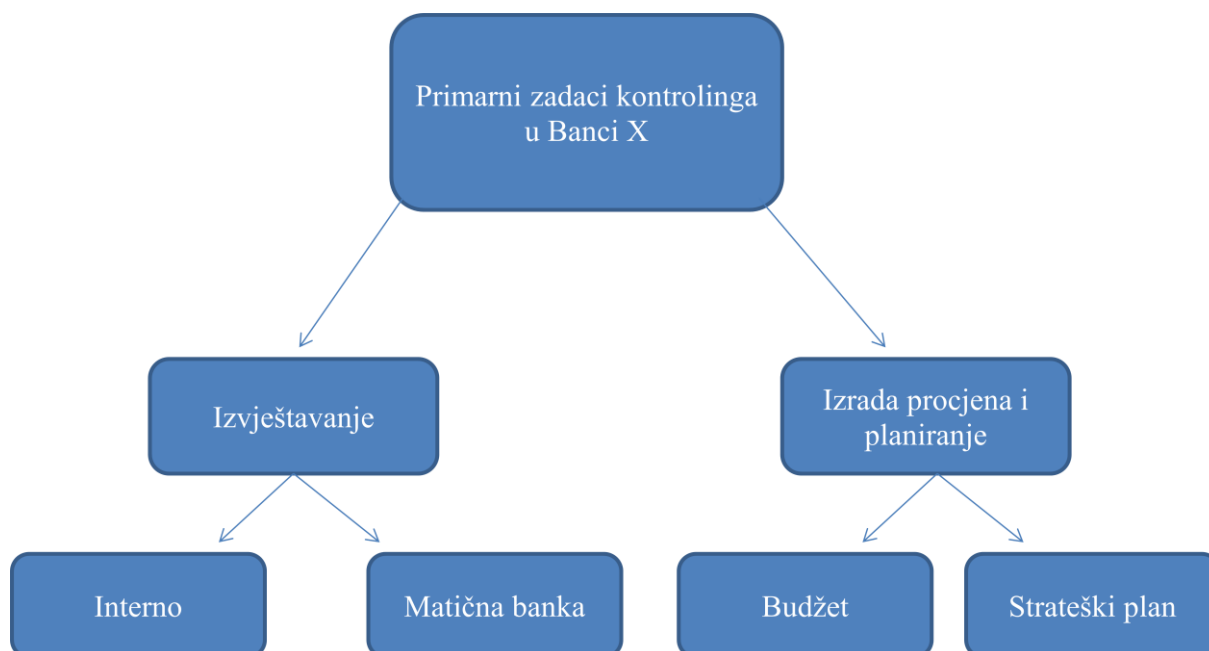 Primarni zadaci kontrolinga
u Banci X
Izvještavanje
Izrada procjena i
planiranje
Interno
Matična banka
Budžet
Strateški plan